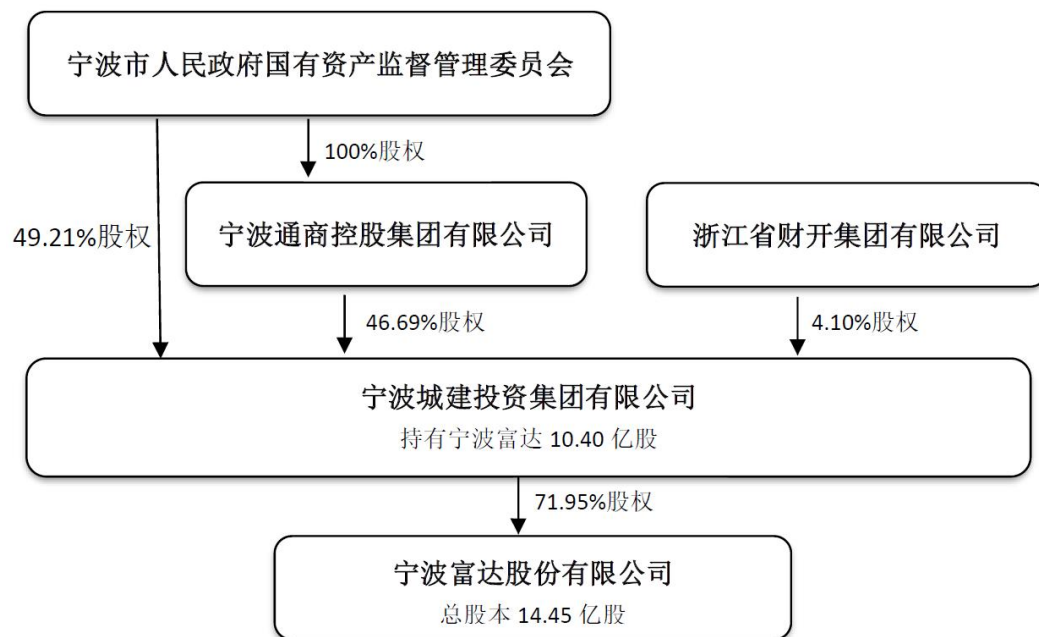 宁波市人民政府国有资产监督管理委员会
100%股权
49.21%股权
宁波通商控股集团有限公司
浙江省财开集团有限公司
46.69%股权
4.10%股权
宁波城建投资集团有限公司
持有宁波富达 10.40 亿股
71.95%股权
宁波富达股份有限公司
总股本 14.45 亿股